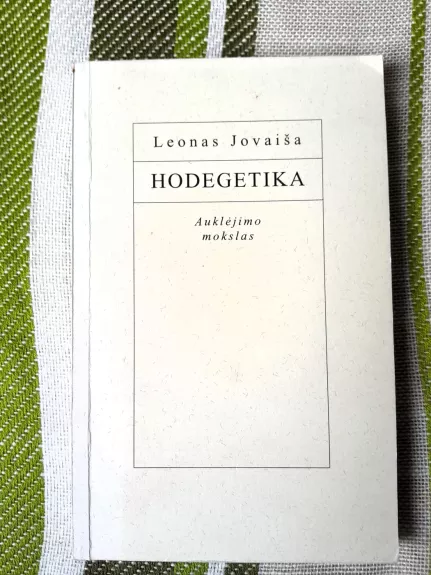 Leonas Jovaiša
HODEGETIKA
Auklėjimo
mokslas